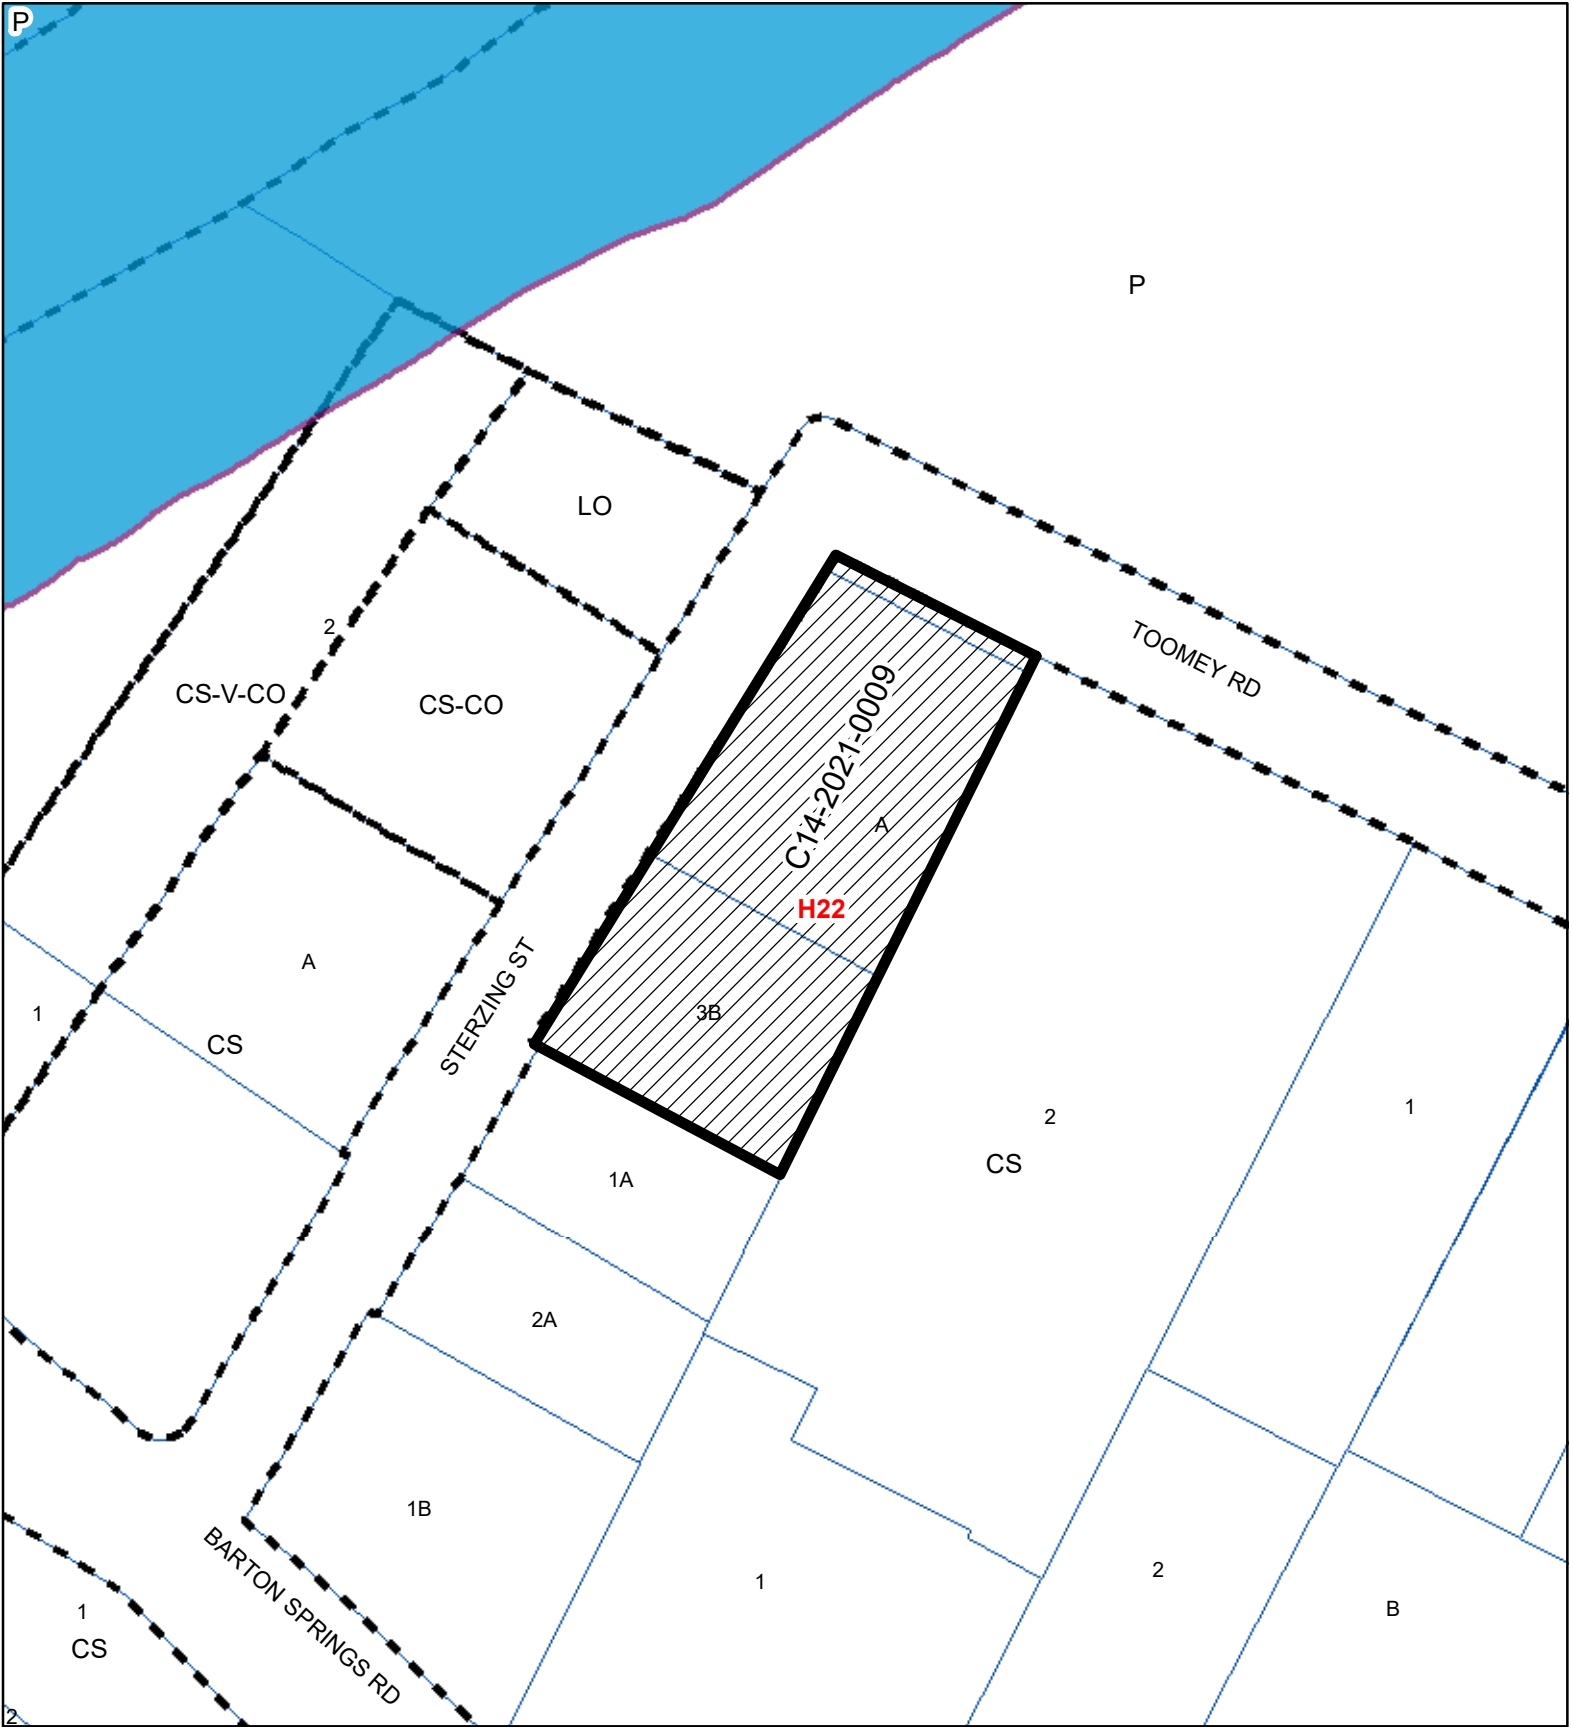 P
P
LO
2
TOOMEY RD
CS-V-CO
CS-CO
C14-2021-0009
A
H22
A
STERZING ST
1
3B
CS
2
1
CS
1A
2A
1B
BARTON SPRINGS RD
1
2
B
1
CS
2